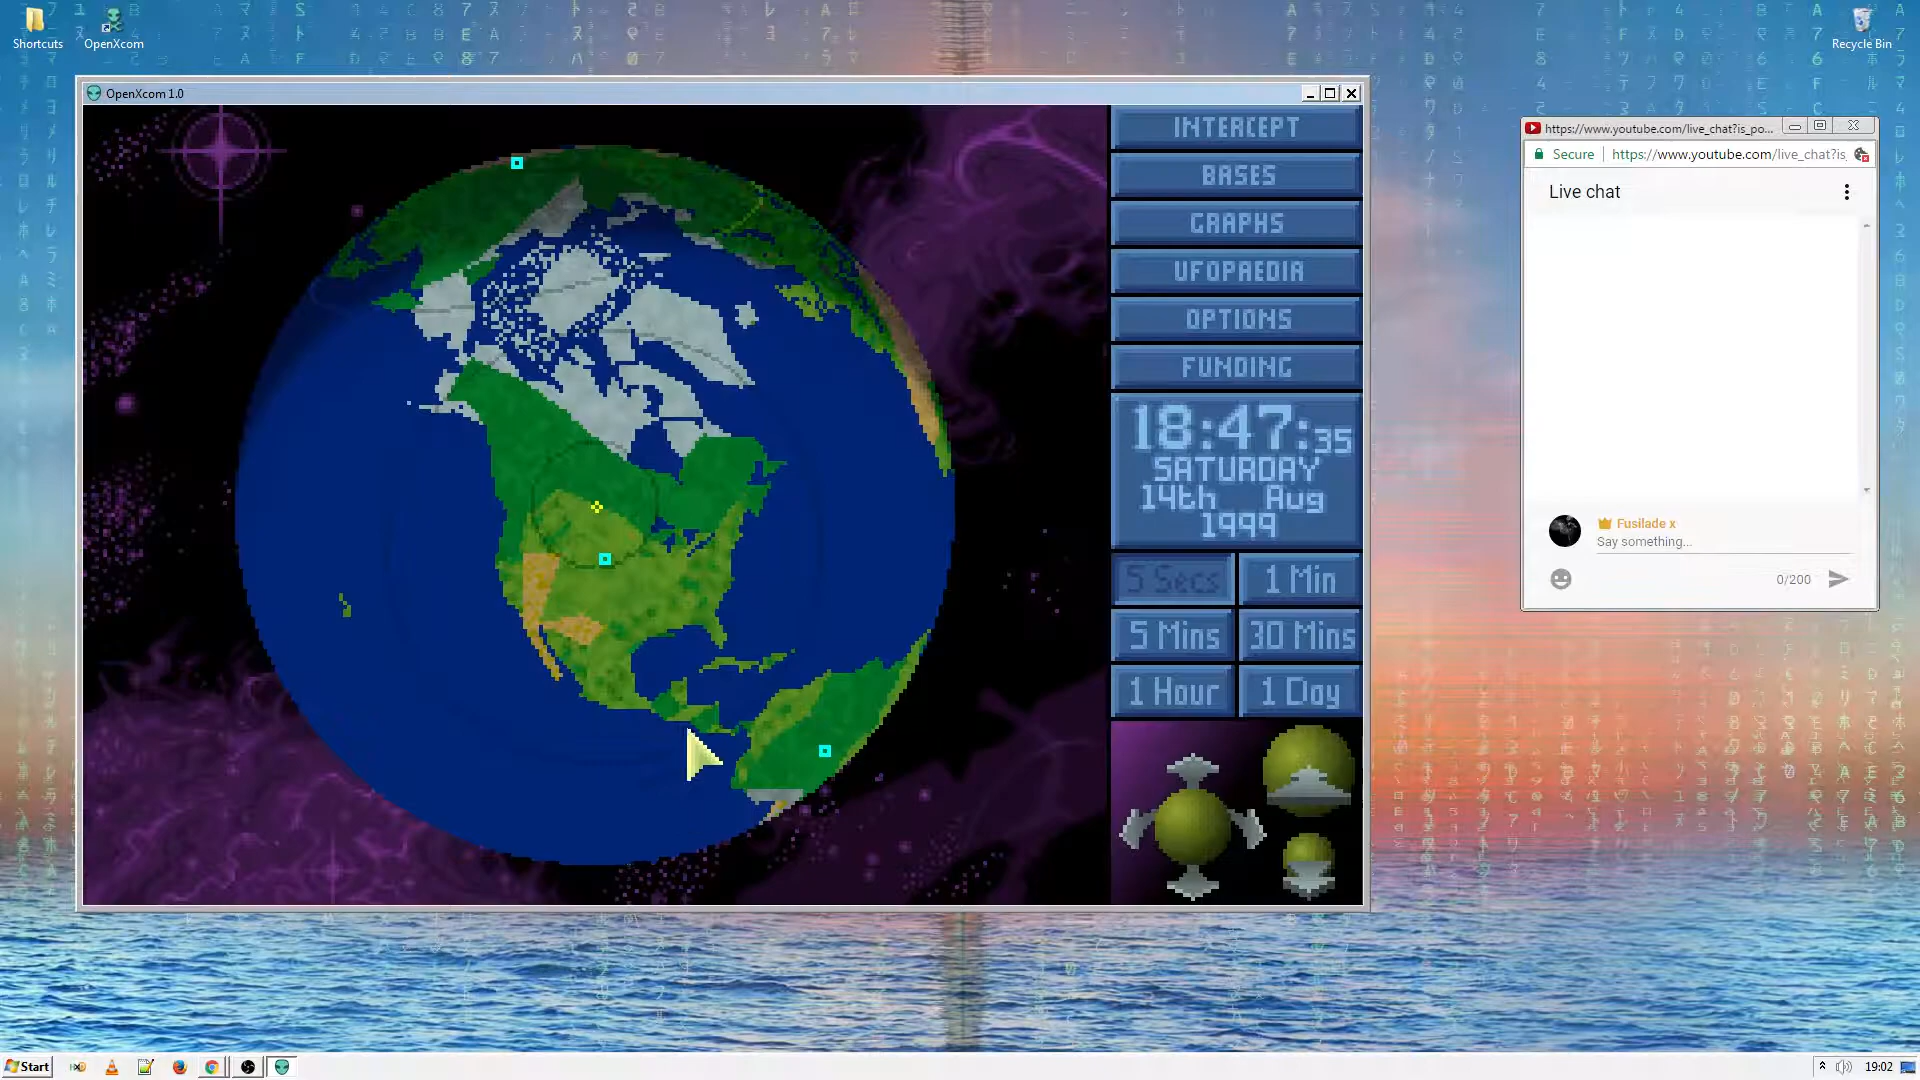 Shortcuts
OpenXcom
Recycle Bin
OpenXcom 1.0
INTERCEPT
BASES
GRAPHS
UFOPAEDIA
OPTIONS
FUNDING
18:47:35
SATURDAY
14th Aug
1999
5 Secs
1 Min
5 Mins
30 Mins
1 Hour
1 Day
https://www.youtube.com/live_chat?is_po...
Secure
https://www.youtube.com/live_chat?is
Live chat
Fusilade x
Say something...
0/200
Start
19:02